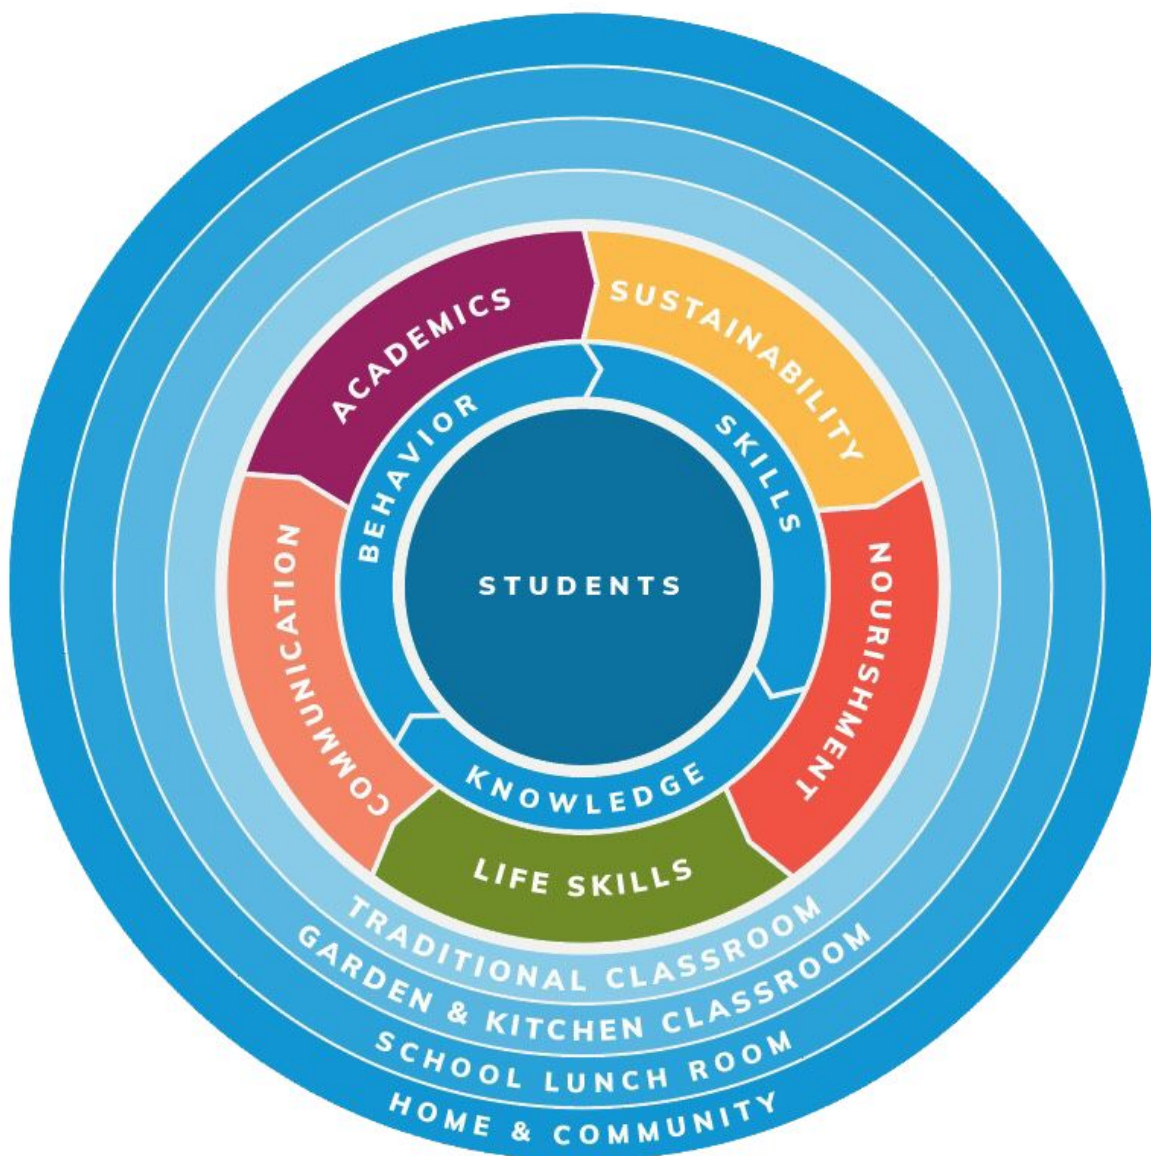 ACADEMICS
SUSTAINABILITY
BEHAVIOR
SKILLS
STUDENTS
COMMUNICATION
NOURISHMENT
KNOWLEDGE
LIFE SKILLS
TRADITIONAL CLASSROOM
GARDEN & KITCHEN CLASSROOM
SCHOOL LUNCH ROOM
HOME & COMMUNITY